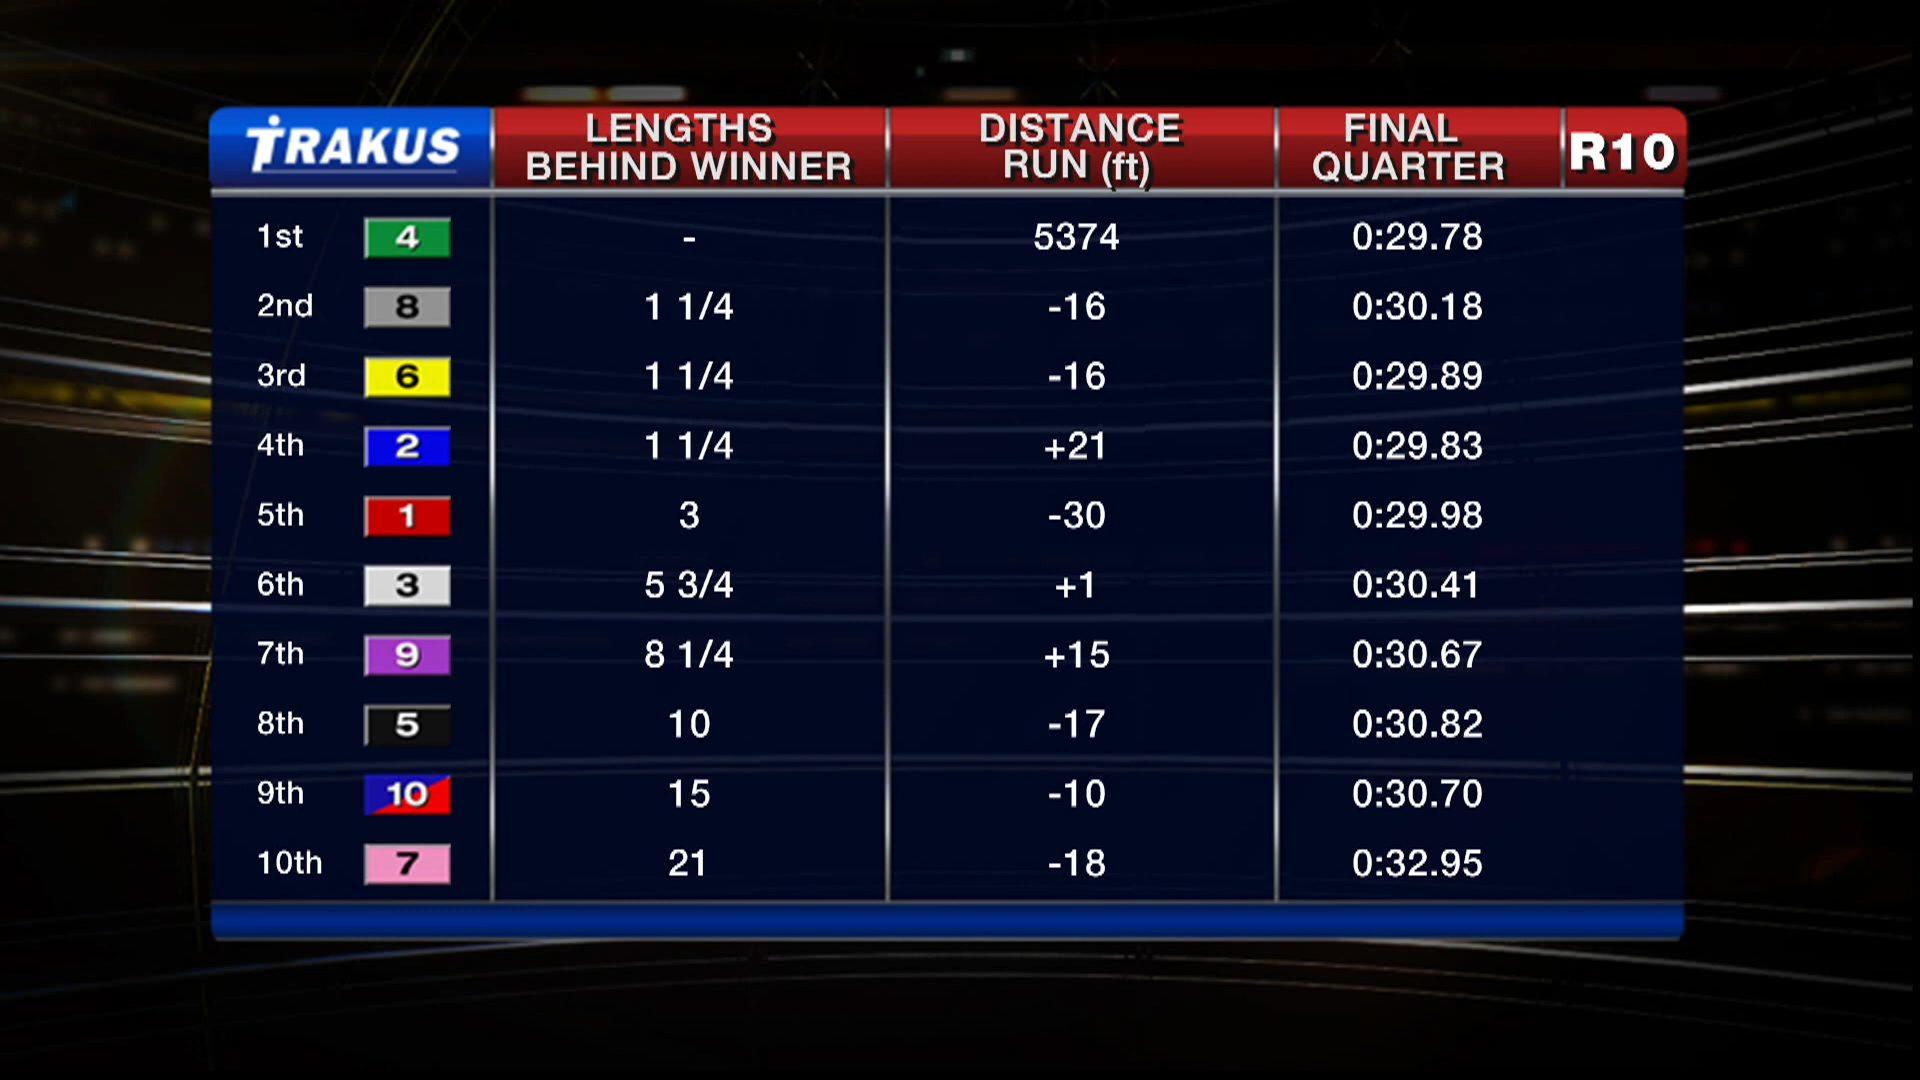 TRAKUS LENGTHS BEHIND WINNER DISTANCE RUN (ft) FINAL QUARTER R10
1st 4 - 5374 0:29.78
2nd 8 1 1/4 -16 0:30.18
3rd 6 1 1/4 -16 0:29.89
4th 2 1 1/4 +21 0:29.83
5th 1 3 -30 0:29.98
6th 3 5 3/4 +1 0:30.41
7th 9 8 1/4 +15 0:30.67
8th 5 10 -17 0:30.82
9th 10 15 -10 0:30.70
10th 7 21 -18 0:32.95